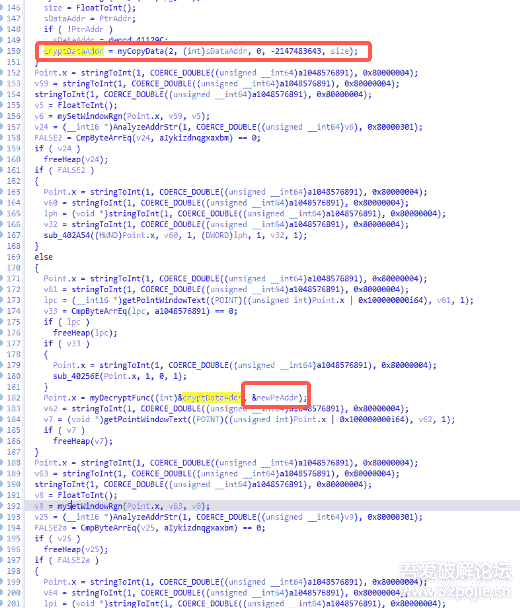 146 size = FloatToInt();
147 sDataAddr = PtrAddr;
148 if ( !PtrAddr )
149 sDataAddr = dword_41129C;
150 cryptDataAddr = myCopyData(2, (int)sDataAddr, 0, -2147483643, size);
151 }
152 Point.x = stringToInt(1, COERCE_DOUBLE((unsigned __int64)a1048576891), 0x80000004);
153 v59 = stringToInt(1, COERCE_DOUBLE((unsigned __int64)a1048576891), 0x80000004);
154 stringToInt(1, COERCE_DOUBLE((unsigned __int64)a1048576891), 0x80000004);
155 v5 = FloatToInt();
156 v6 = mySetWindowRgn(Point.x, v59, v5);
157 v24 = (__int16 *)AnalyzeAddrStr(1, COERCE_DOUBLE((unsigned __int64)v6), 0x80000301);
158 FALSE2 = CmpByteArrEq(v24, aIykizdnqgxaxbm) == 0;
159 if ( v24 )
160 freeHeap(v24);
161 if ( FALSE2 )
162 {
163 Point.x = stringToInt(1, COERCE_DOUBLE((unsigned __int64)a1048576891), 0x80000004);
164 v60 = stringToInt(1, COERCE_DOUBLE((unsigned __int64)a1048576891), 0x80000004);
165 lph = (void *)stringToInt(1, COERCE_DOUBLE((unsigned __int64)a1048576891), 0x80000004);
166 v32 = stringToInt(1, COERCE_DOUBLE((unsigned __int64)a1048576891), 0x80000004);
167 sub_402A54((HWND)Point.x, v60, 1, (DWORD)lph, 1, v32, 1);
168 }
169 else
170 {
171 Point.x = stringToInt(1, COERCE_DOUBLE((unsigned __int64)a1048576891), 0x80000004);
172 v61 = stringToInt(1, COERCE_DOUBLE((unsigned __int64)a1048576891), 0x80000004);
173 lpc = (__int16 *)getPointWindowText((POINT)((unsigned int)Point.x | 0x100000000i64), v61, 1);
174 v33 = CmpByteArrEq(lpc, a1048576891) == 0;
175 if ( lpc )
176 freeHeap(lpc);
177 if ( v33 )
178 {
179 Point.x = stringToInt(1, COERCE_DOUBLE((unsigned __int64)a1048576891), 0x80000004);
180 sub_40256E(Point.x, 1, 0, 1);
181 }
182 Point.x = myDecryptFunc((int)&cryptDataAddr, &newPeAddr);
183 v62 = stringToInt(1, COERCE_DOUBLE((unsigned __int64)a1048576891), 0x80000004);
184 v7 = (void *)getPointWindowText((POINT)((unsigned int)Point.x | 0x100000000i64), v62, 1);
185 if ( v7 )
186 freeHeap(v7);
187 }
188 Point.x = stringToInt(1, COERCE_DOUBLE((unsigned __int64)a1048576891), 0x80000004);
189 v63 = stringToInt(1, COERCE_DOUBLE((unsigned __int64)a1048576891), 0x80000004);
190 stringToInt(1, COERCE_DOUBLE((unsigned __int64)a1048576891), 0x80000004);
191 v8 = FloatToInt();
192 v9 = mySetWindowRgn(Point.x, v63, v8);
193 v25 = (__int16 *)AnalyzeAddrStr(1, COERCE_DOUBLE((unsigned __int64)v9), 0x80000301);
194 FALSE2a = CmpByteArrEq(v25, aIykizdnqgxaxbm) == 0;
195 if ( v25 )
196 freeHeap(v25);
197 if ( FALSE2a )
198 {
199 Point.x = stringToInt(1, COERCE_DOUBLE((unsigned __int64)a1048576891), 0x80000004);
200 v64 = stringToInt(1, COERCE_DOUBLE((unsigned __int64)a1048576891), 0x80000004);
201 lpi = (void *)stringToInt(1, COERCE_DOUBLE((unsigned __int64)a1048576891), 0x80000004);
吾爱破解论坛
www.52pojie.cn